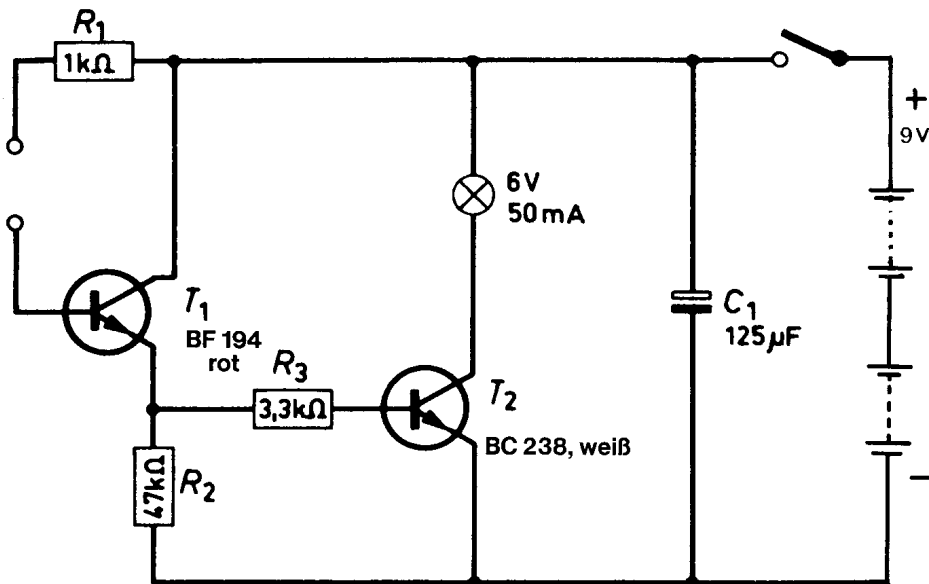 R₁
1kΩ
+
9V
6V
50mA
T₁
BF 194
rot
C₁
125µF
R₃
3,3kΩ
T₂
BC 238, weiß
47kΩ
R₂
−